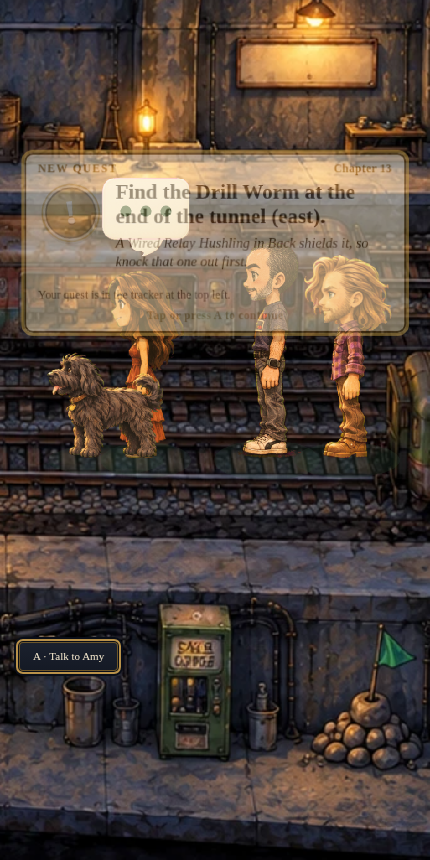 NEW QUEST
Chapter 13
Find the Drill Worm at the
end of the tunnel (east).
A Wired Relay Hushling in Back shields it, so
knock that one out first.
Your quest is in the tracker at the top left.
Tap or press A to continue
A · Talk to Amy